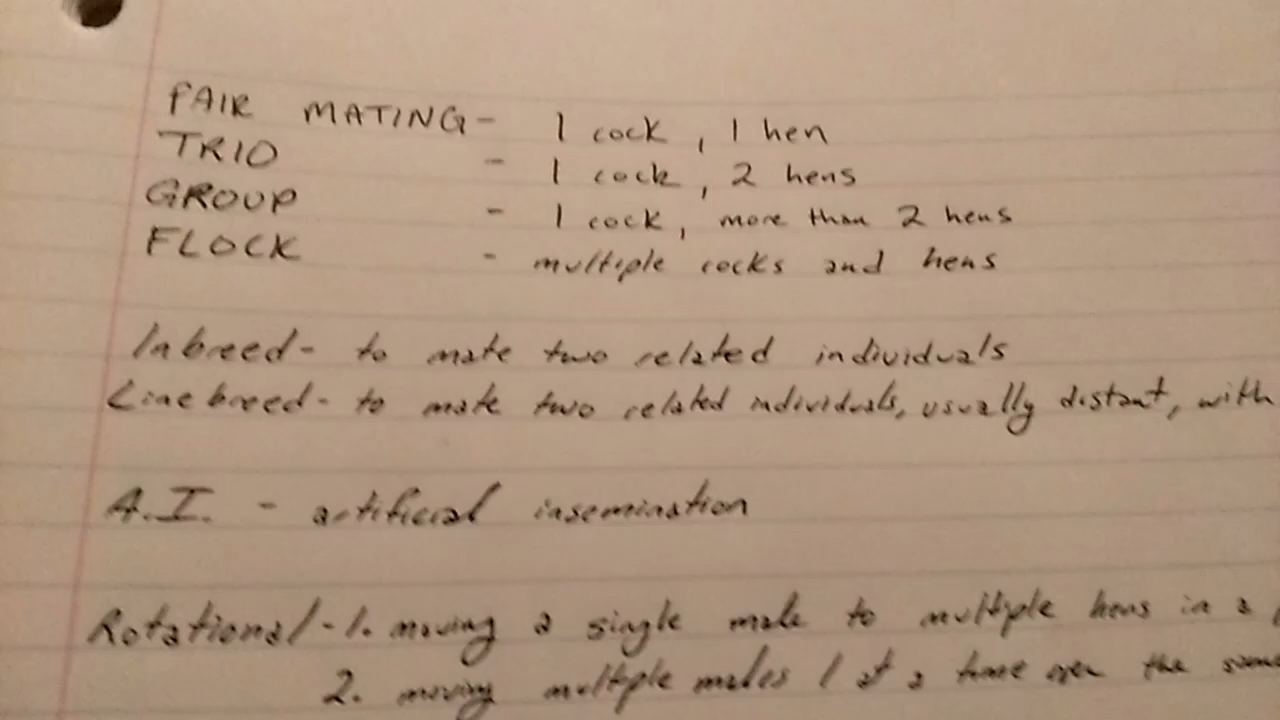 PAIR MATING - 1 cock, 1 hen
TRIO - 1 cock, 2 hens
GROUP - 1 cock, more than 2 hens
FLOCK - multiple cocks and hens
Inbreed - to mate two related individuals
Linebreed - to mate two related individuals, usually distant, with
A.I. - artificial insemination
Rotational - 1. moving a single male to multiple hens in a
2. moving multiple males 1 at a time over the same